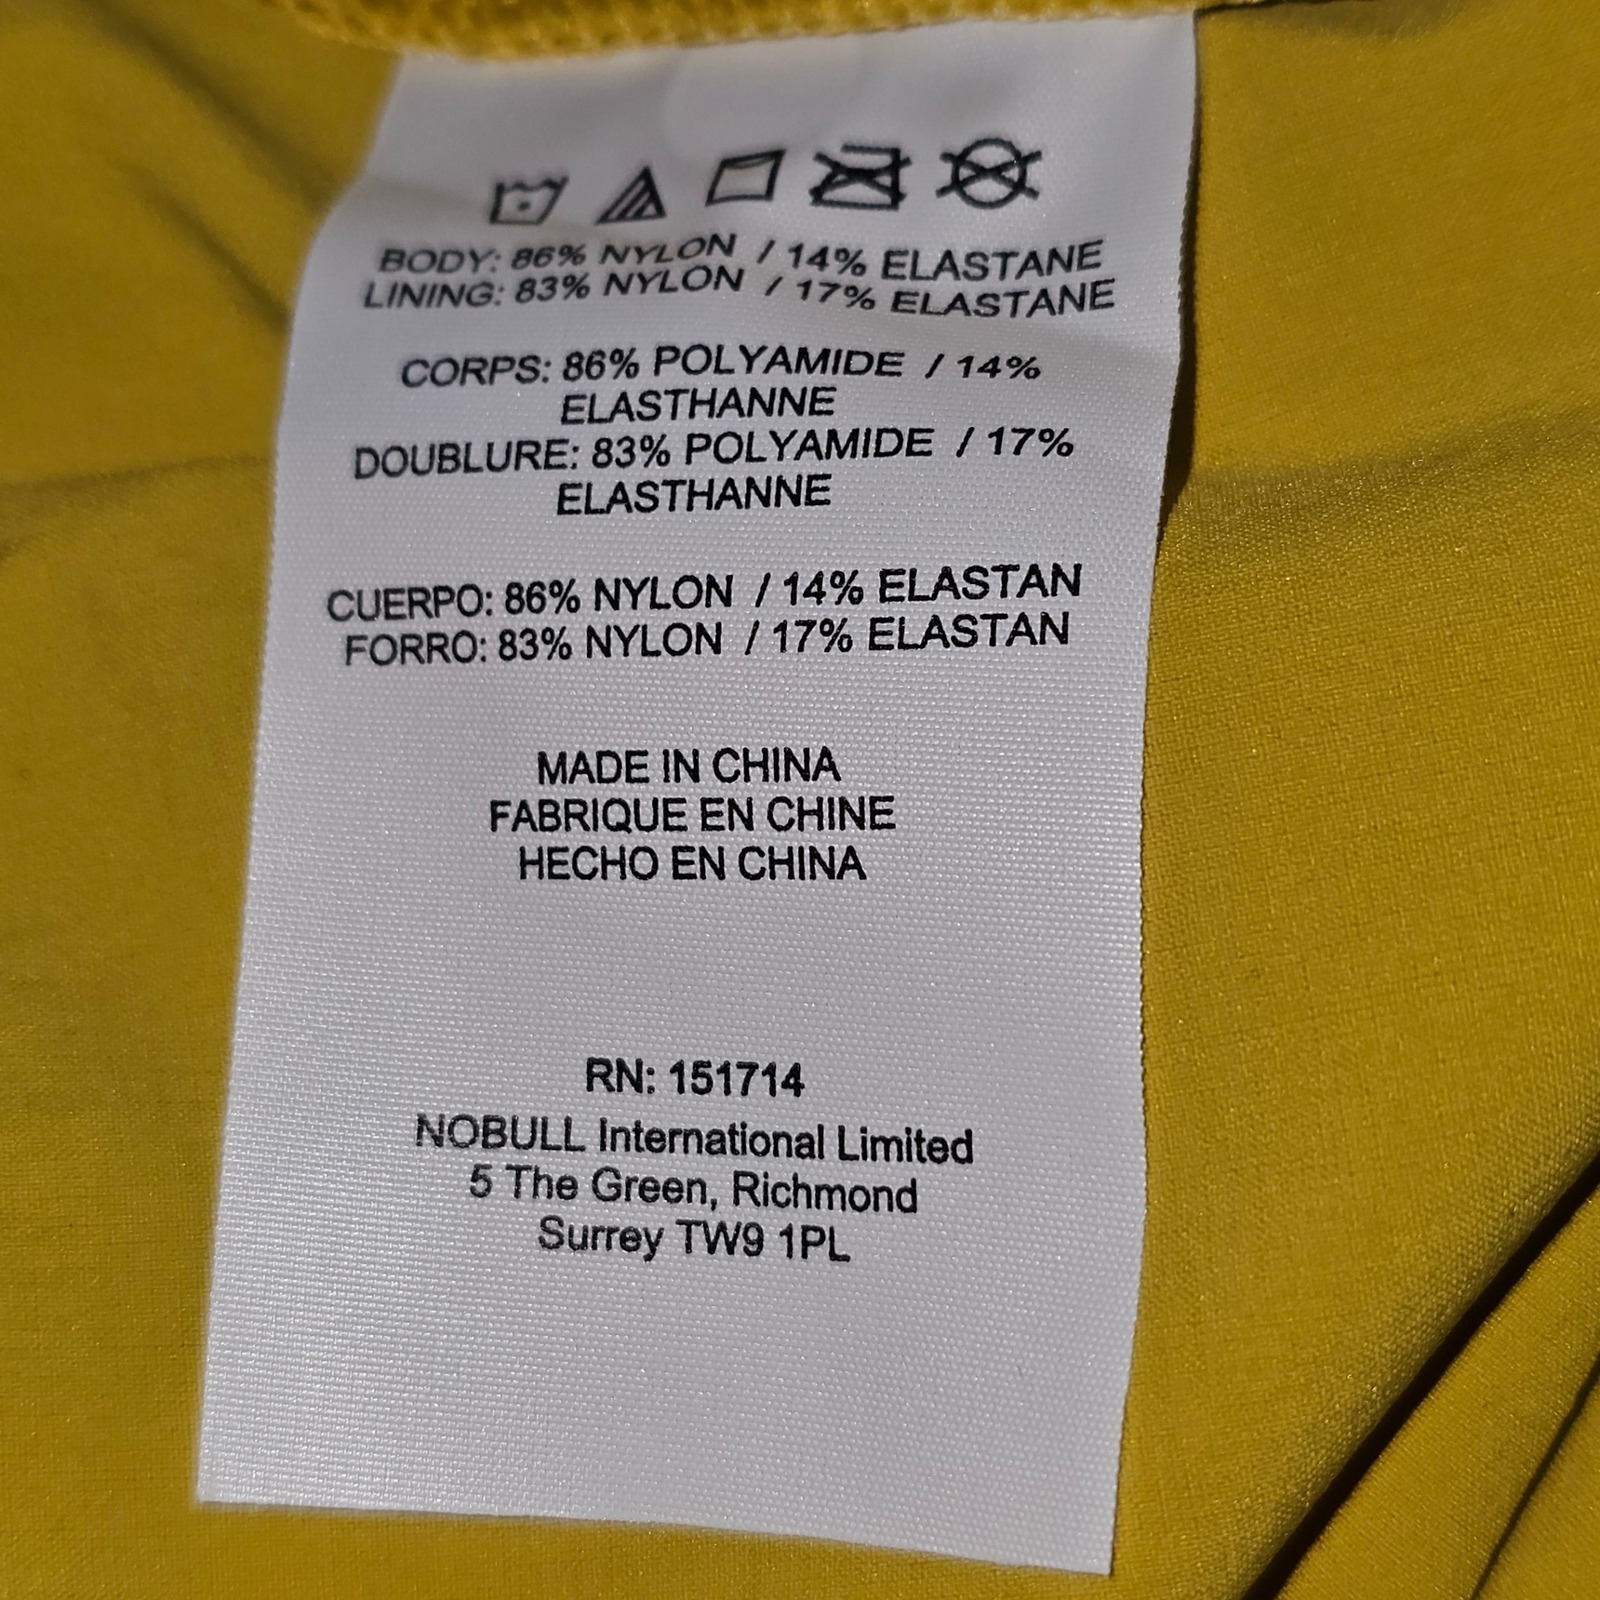 BODY: 86% NYLON / 14% ELASTANE
LINING: 83% NYLON / 17% ELASTANE
CORPS: 86% POLYAMIDE / 14%
ELASTHANNE
DOUBLURE: 83% POLYAMIDE / 17%
ELASTHANNE
CUERPO: 86% NYLON / 14% ELASTAN
FORRO: 83% NYLON / 17% ELASTAN
MADE IN CHINA
FABRIQUE EN CHINE
HECHO EN CHINA
RN: 151714
NOBULL International Limited
5 The Green, Richmond
Surrey TW9 1PL